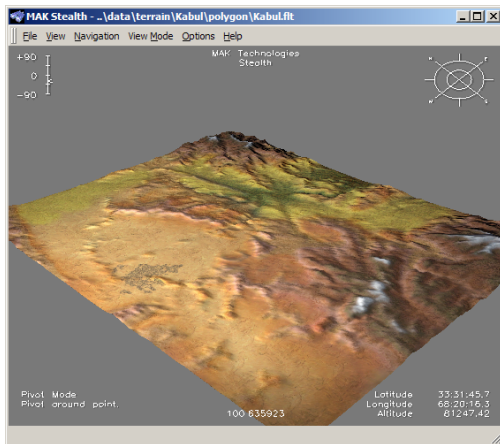 MAK Stealth - ..\data\terrain\Kabul\polygon\Kabul.flt
File View Navigation View Mode Options Help
+90
0
-90
MAK Technologies
Stealth
Pivot Mode
Pivot around point.
100.635923
Latitude 33:31:45.7
Longitude 68:20:16.3
Altitude 81247.42